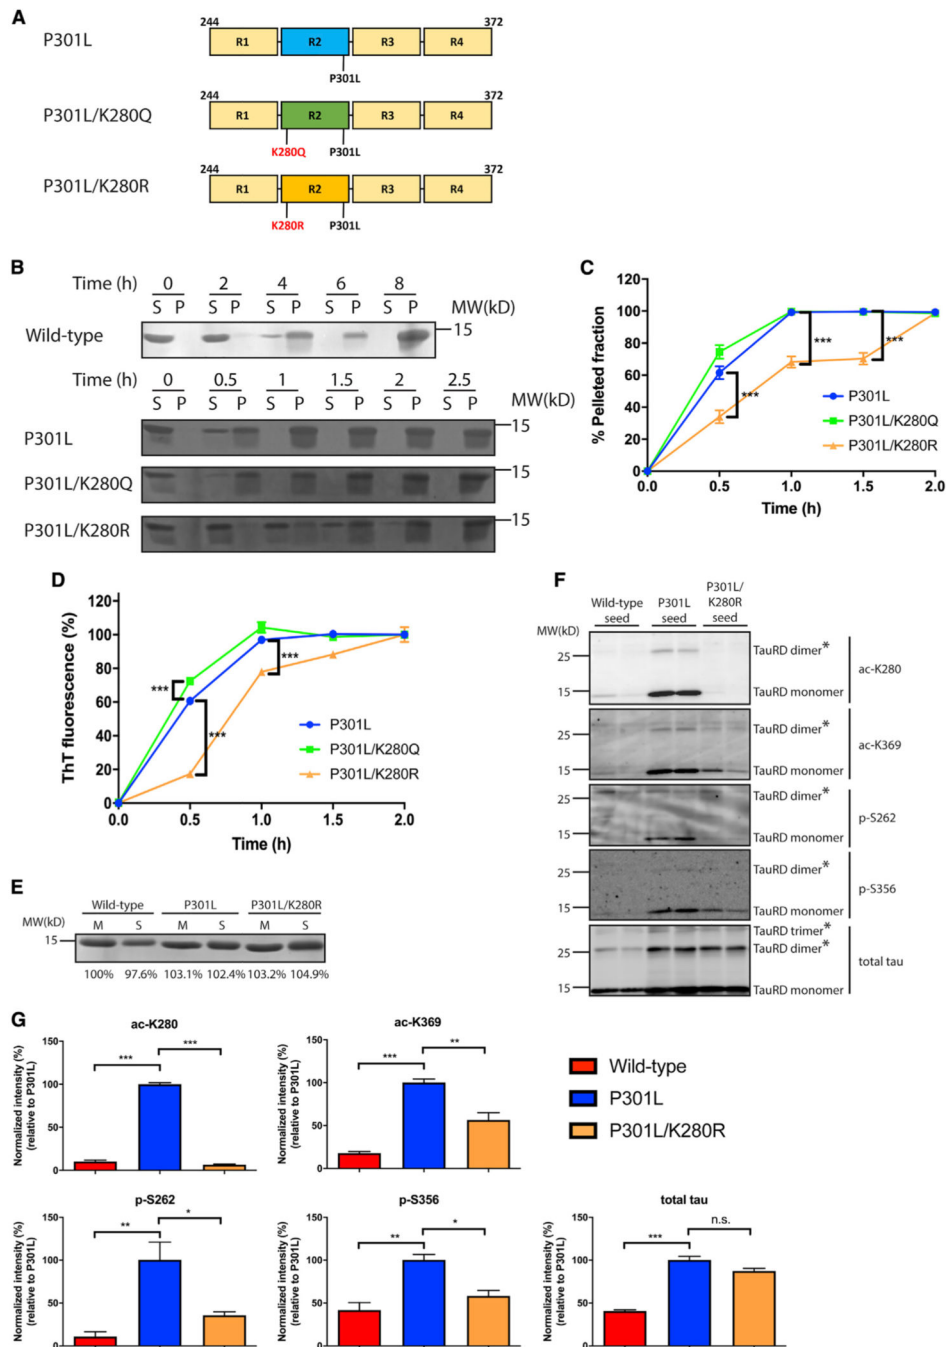 A
P301L
244
372
R1 R2 R3 R4
P301L
P301L/K280Q
244
372
R1 R2 R3 R4
K280Q P301L
P301L/K280R
244
372
R1 R2 R3 R4
K280R P301L
B
Time (h) 0 2 4 6 8
S P S P S P S P S P MW(kD)
Wild-type
15
Time (h) 0 0.5 1 1.5 2 2.5
S P S P S P S P S P S P MW(kD)
P301L
15
P301L/K280Q
15
P301L/K280R
15
C
% Pelleted fraction
120
100
80
60
40
20
0
***
***
***
P301L
P301L/K280Q
P301L/K280R
0.0 0.5 1.0 1.5 2.0
Time (h)
D
ThT fluorescence (%)
120
100
80
60
40
20
0
***
***
***
P301L
P301L/K280Q
P301L/K280R
0.0 0.5 1.0 1.5 2.0
Time (h)
E
Wild-type P301L P301L/K280R
MW(kD) M S M S M S
15
100% 97.6% 103.1% 102.4% 103.2% 104.9%
F
Wild-type seed
P301L seed
P301L/K280R seed
MW(kD)
25
TauRD dimer*
15
TauRD monomer
ac-K280
25
TauRD dimer*
15
TauRD monomer
ac-K369
25
TauRD dimer*
15
TauRD monomer
p-S262
25
TauRD dimer*
15
TauRD monomer
p-S356
TauRD trimer*
25
TauRD dimer*
15
TauRD monomer
total tau
G
ac-K280
Normalized intensity (%)
(relative to P301L)
150
100
50
0
*** ***
ac-K369
Normalized intensity (%)
(relative to P301L)
150
100
50
0
*** **
Wild-type
P301L
P301L/K280R
p-S262
Normalized intensity (%)
(relative to P301L)
150
100
50
0
** *
p-S356
Normalized intensity (%)
(relative to P301L)
150
100
50
0
** *
total tau
Normalized intensity (%)
(relative to P301L)
150
100
50
0
*** n.s.